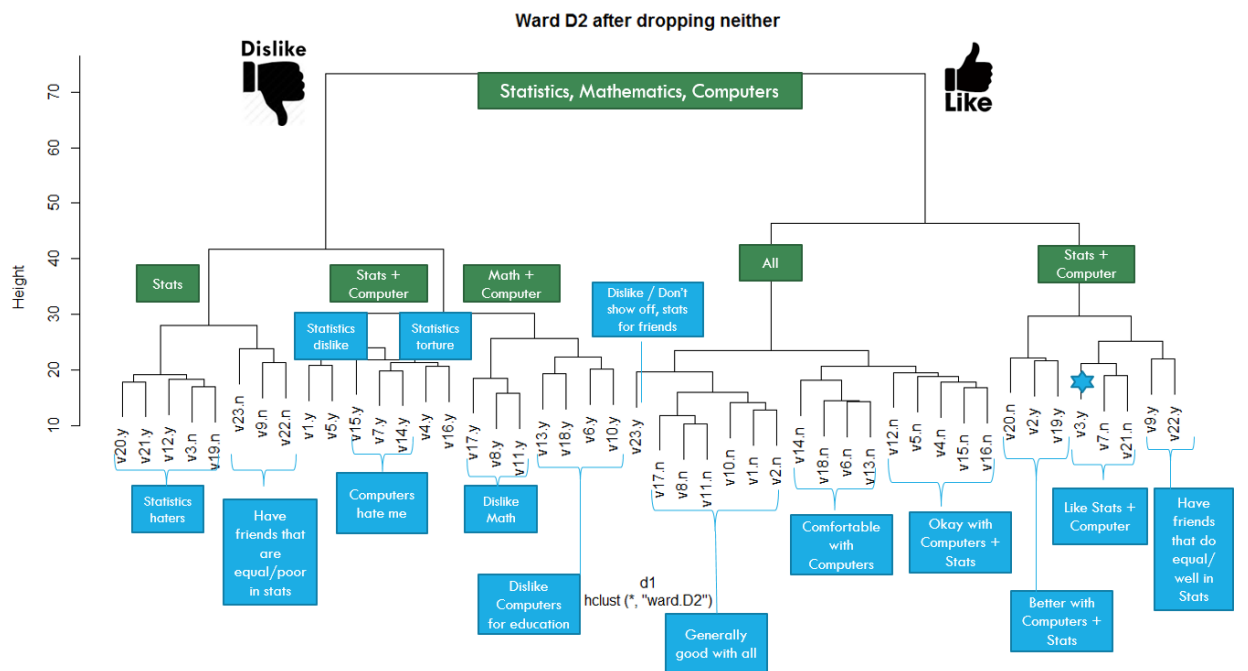 Ward D2 after dropping neither
Dislike
Like
Statistics, Mathematics, Computers
Height
70
60
50
40
30
20
10
Stats
Stats +
Computer
Math +
Computer
All
Stats +
Computer
Statistics
dislike
Statistics
torture
Dislike / Don't
show off, stats
for friends
v20.y
v21.y
v12.y
v3.n
v19.n
v23.n
v9.n
v22.n
v1.y
v5.y
v15.y
v7.y
v14.y
v4.y
v16.y
v17.y
v8.y
v11.y
v13.y
v18.y
v6.y
v10.y
v23.y
v17.n
v8.n
v11.n
v10.n
v1.n
v2.n
v14.n
v18.n
v6.n
v13.n
v12.n
v5.n
v4.n
v15.n
v16.n
v20.n
v2.y
v19.y
v3.y
v7.n
v21.n
v9.y
v22.y
Statistics
haters
Have
friends that
are
equal/poor
in stats
Computers
hate me
Dislike
Math
Dislike
Computers
for education
d1
hclust (*, "ward.D2")
Generally
good with all
Comfortable
with
Computers
Okay with
Computers +
Stats
Better with
Computers +
Stats
Like Stats +
Computer
Have
friends
that do
equal/
well in
Stats